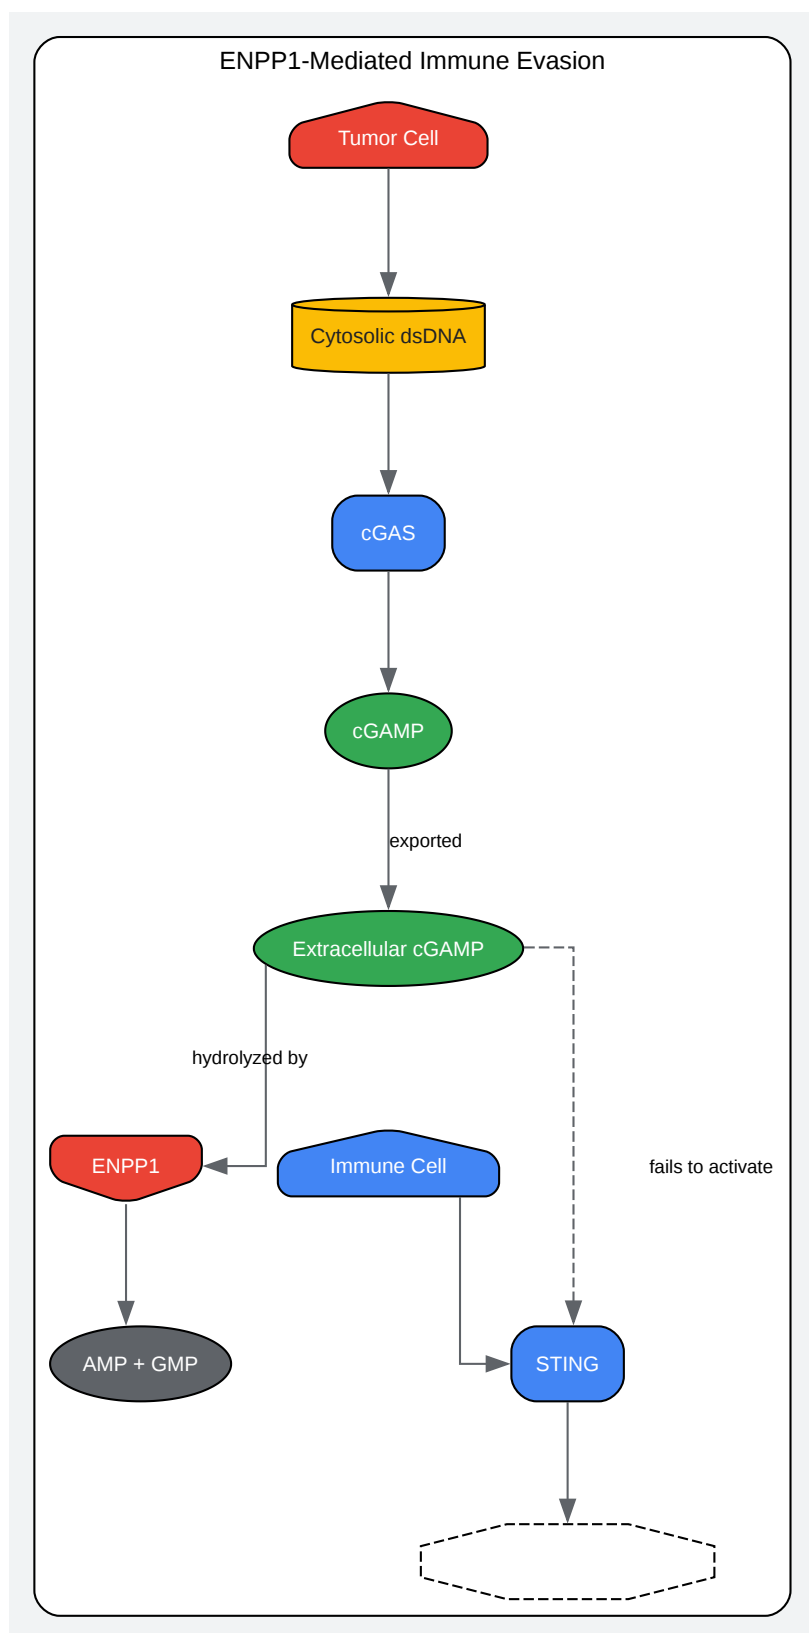 ENPP1-Mediated Immune Evasion
Tumor Cell
Cytosolic dsDNA
cGAS
cGAMP
exported
Extracellular cGAMP
hydrolyzed by
ENPP1
Immune Cell
fails to activate
AMP + GMP
STING